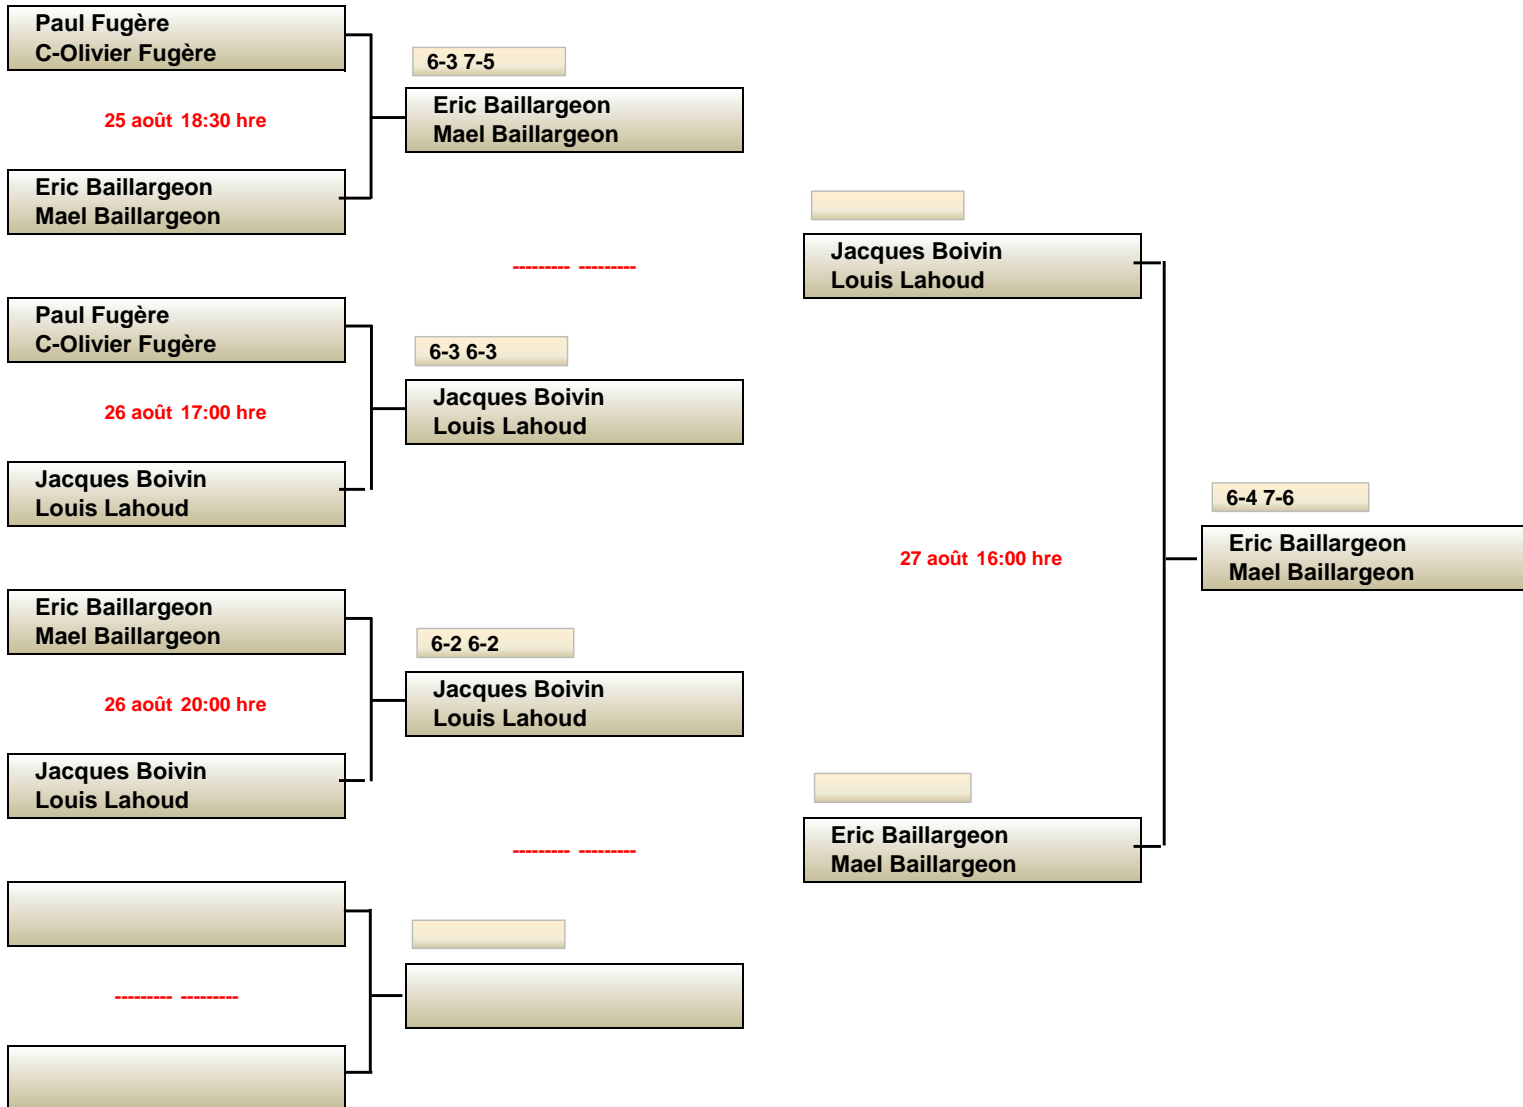 Paul Fugère
C-Olivier Fugère
25 août 18:30 hre
Eric Baillargeon
Mael Baillargeon
6-3 7-5
Eric Baillargeon
Mael Baillargeon
--------- ---------
Paul Fugère
C-Olivier Fugère
26 août 17:00 hre
Jacques Boivin
Louis Lahoud
6-3 6-3
Jacques Boivin
Louis Lahoud
Eric Baillargeon
Mael Baillargeon
26 août 20:00 hre
Jacques Boivin
Louis Lahoud
6-2 6-2
Jacques Boivin
Louis Lahoud
--------- ---------
--------- ---------
Jacques Boivin
Louis Lahoud
27 août 16:00 hre
Eric Baillargeon
Mael Baillargeon
6-4 7-6
Eric Baillargeon
Mael Baillargeon